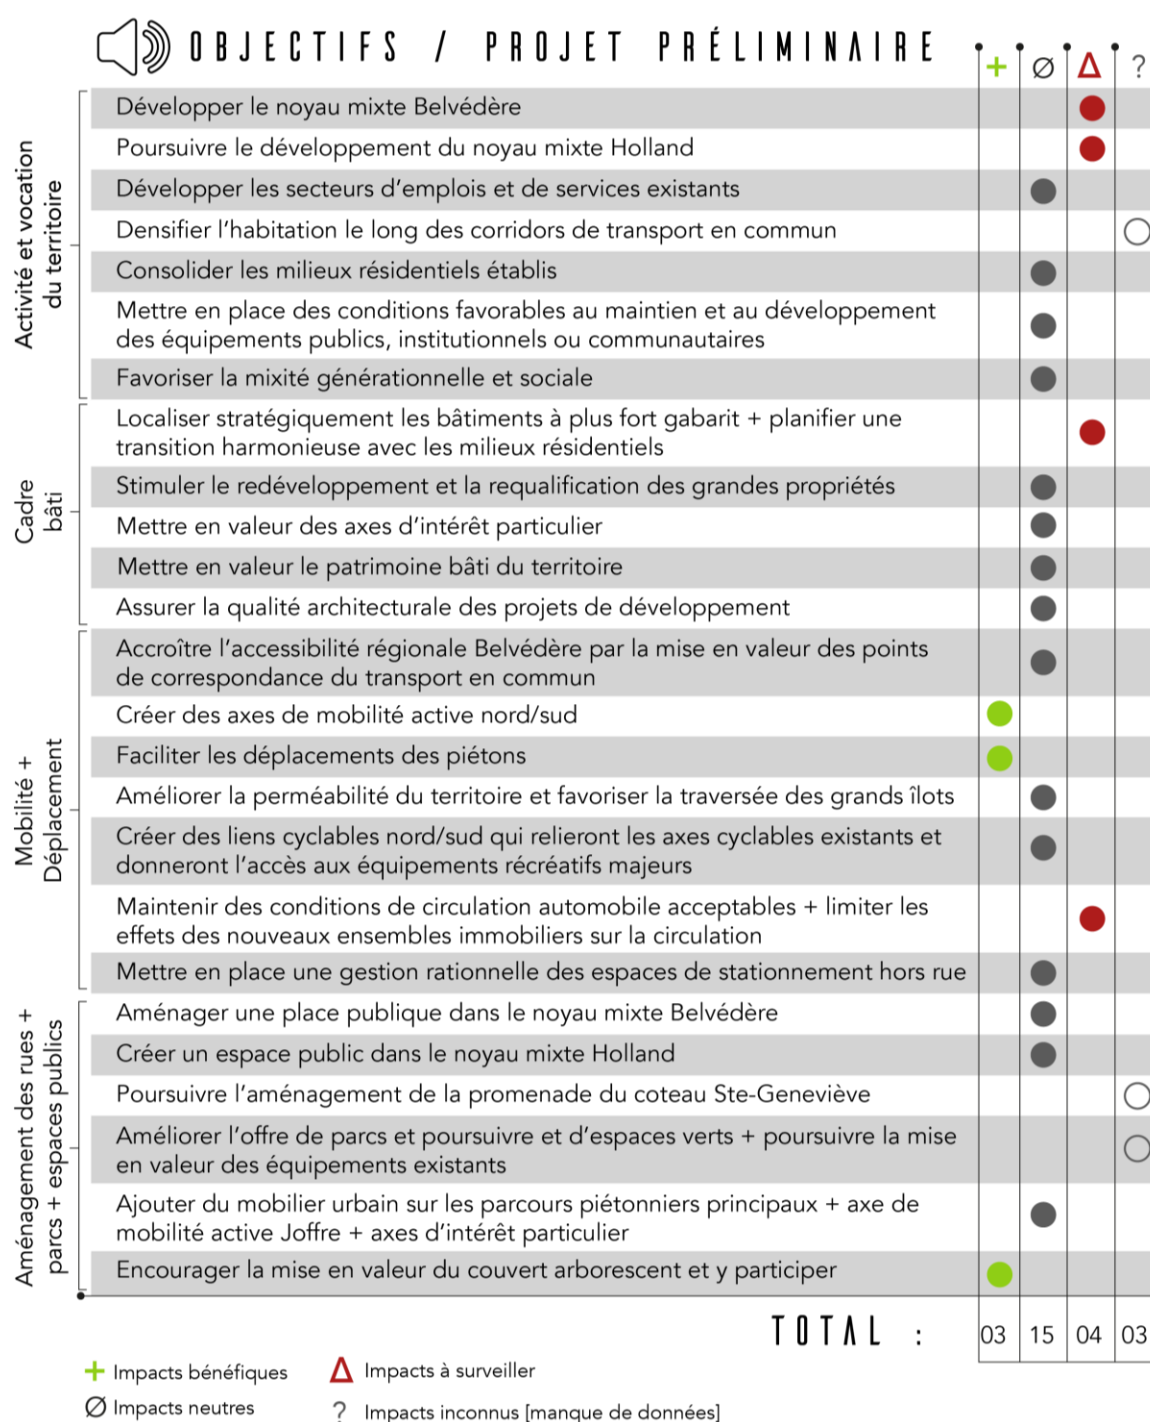 OBJECTIFS / PROJET PRÉLIMINAIRE
+ Ø Δ ?
Activité et vocation
du territoire
Développer le noyau mixte Belvédère
Poursuivre le développement du noyau mixte Holland
Développer les secteurs d'emplois et de services existants
Densifier l'habitation le long des corridors de transport en commun
Consolider les milieux résidentiels établis
Mettre en place des conditions favorables au maintien et au développement
des équipements publics, institutionnels ou communautaires
Favoriser la mixité générationnelle et sociale
Cadre
bâti
Localiser stratégiquement les bâtiments à plus fort gabarit + planifier une
transition harmonieuse avec les milieux résidentiels
Stimuler le redéveloppement et la requalification des grandes propriétés
Mettre en valeur des axes d'intérêt particulier
Mettre en valeur le patrimoine bâti du territoire
Assurer la qualité architecturale des projets de développement
Mobilité +
Déplacement
Accroître l'accessibilité régionale Belvédère par la mise en valeur des points
de correspondance du transport en commun
Créer des axes de mobilité active nord/sud
Faciliter les déplacements des piétons
Améliorer la perméabilité du territoire et favoriser la traversée des grands îlots
Créer des liens cyclables nord/sud qui relieront les axes cyclables existants et
donneront l'accès aux équipements récréatifs majeurs
Maintenir des conditions de circulation automobile acceptables + limiter les
effets des nouveaux ensembles immobiliers sur la circulation
Mettre en place une gestion rationnelle des espaces de stationnement hors rue
Aménagement des rues +
parcs + espaces publics
Aménager une place publique dans le noyau mixte Belvédère
Créer un espace public dans le noyau mixte Holland
Poursuivre l'aménagement de la promenade du coteau Ste-Geneviève
Améliorer l'offre de parcs et poursuivre et d'espaces verts + poursuivre la mise
en valeur des équipements existants
Ajouter du mobilier urbain sur les parcours piétonniers principaux + axe de
mobilité active Joffre + axes d'intérêt particulier
Encourager la mise en valeur du couvert arborescent et y participer
TOTAL : 03 15 04 03
+ Impacts bénéfiques
Δ Impacts à surveiller
Ø Impacts neutres
? Impacts inconnus [manque de données]